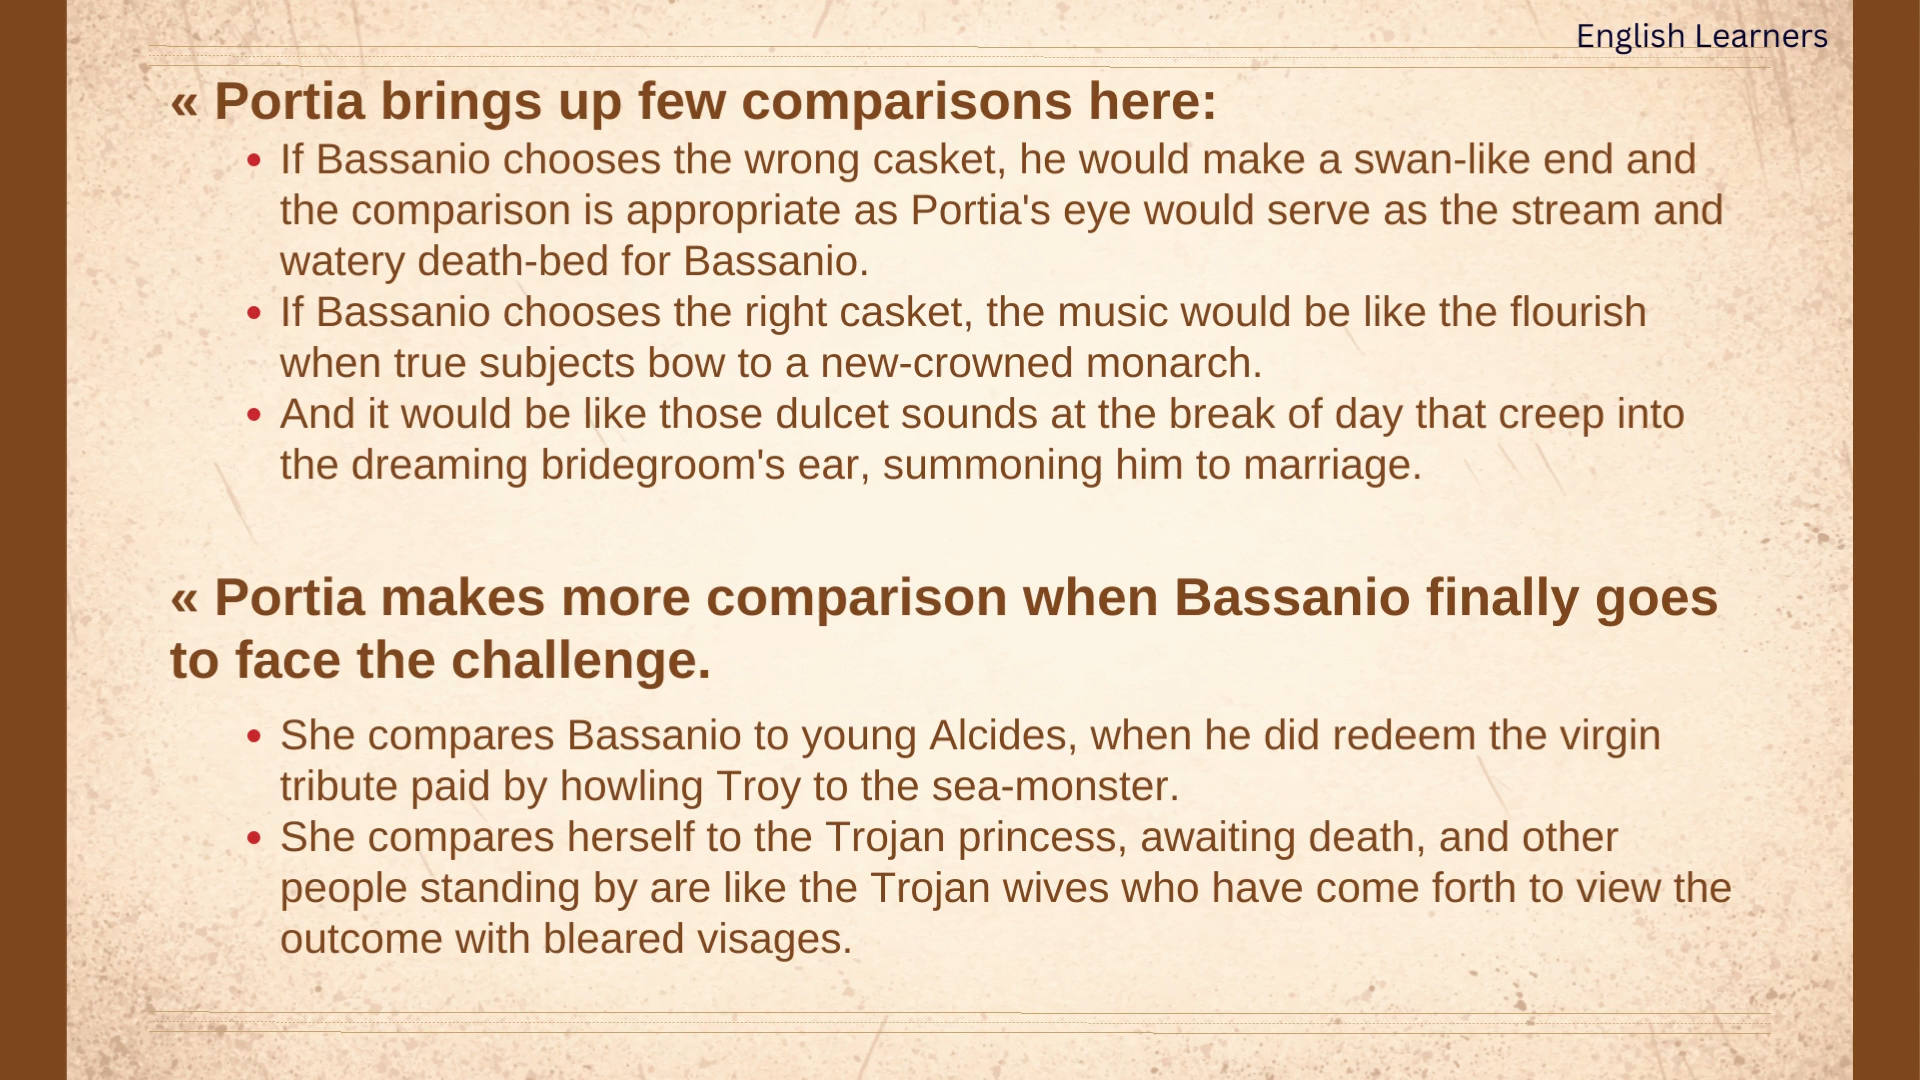 English Learners
« Portia brings up few comparisons here:
• If Bassanio chooses the wrong casket, he would make a swan-like end and
the comparison is appropriate as Portia's eye would serve as the stream and
watery death-bed for Bassanio.
• If Bassanio chooses the right casket, the music would be like the flourish
when true subjects bow to a new-crowned monarch.
• And it would be like those dulcet sounds at the break of day that creep into
the dreaming bridegroom's ear, summoning him to marriage.
« Portia makes more comparison when Bassanio finally goes
to face the challenge.
• She compares Bassanio to young Alcides, when he did redeem the virgin
tribute paid by howling Troy to the sea-monster.
• She compares herself to the Trojan princess, awaiting death, and other
people standing by are like the Trojan wives who have come forth to view the
outcome with bleared visages.